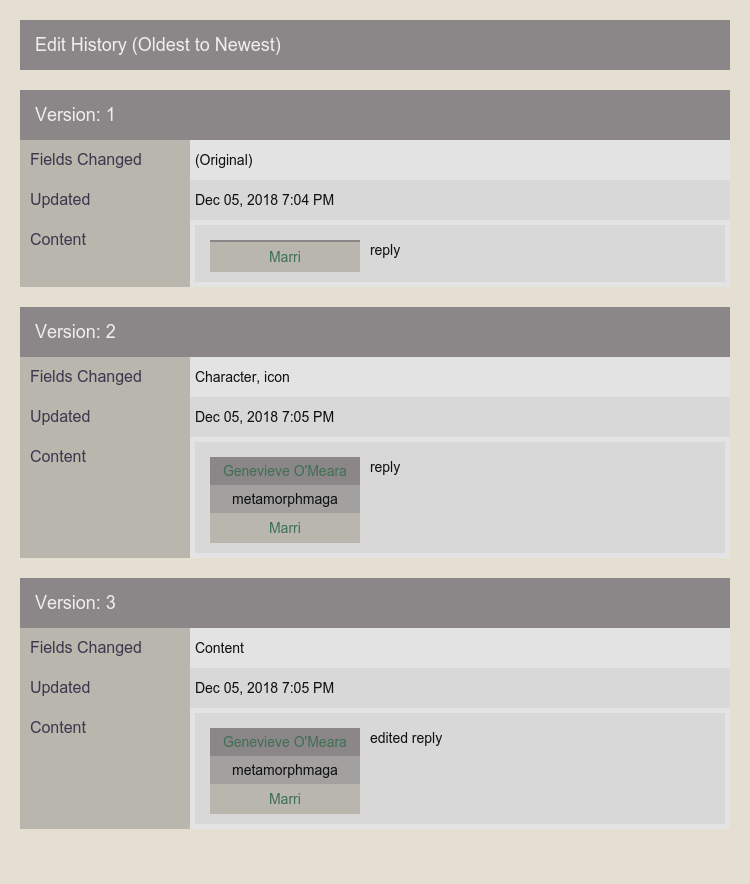 Edit History (Oldest to Newest)
Version: 1
Fields Changed
(Original)
Updated
Dec 05, 2018 7:04 PM
Content
Marri
reply
Version: 2
Fields Changed
Character, icon
Updated
Dec 05, 2018 7:05 PM
Content
Genevieve O'Meara
metamorphmaga
Marri
reply
Version: 3
Fields Changed
Content
Updated
Dec 05, 2018 7:05 PM
Content
Genevieve O'Meara
metamorphmaga
Marri
edited reply